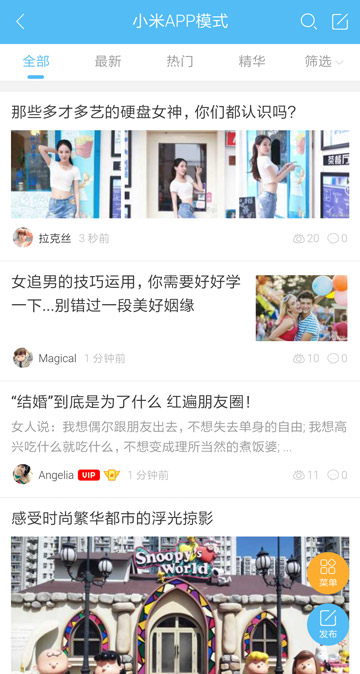 小米APP模式
全部 最新 热门 精华 筛选
那些多才多艺的硬盘女神，你们都认识吗？
拉克丝 3 秒前 20 0
女追男的技巧运用，你需要好好学
一下...别错过一段美好姻缘
Magical 1 分钟前 10 0
“结婚”到底是为了什么 红遍朋友圈！
女人说：我想偶尔跟朋友出去，不想失去单身的自由; 我想高
兴吃什么就吃什么，不想变成理所当然的煮饭婆; ...
Angelia VIP 1 分钟前 11 0
感受时尚繁华都市的浮光掠影
Snoopy's
World
菜单
发布